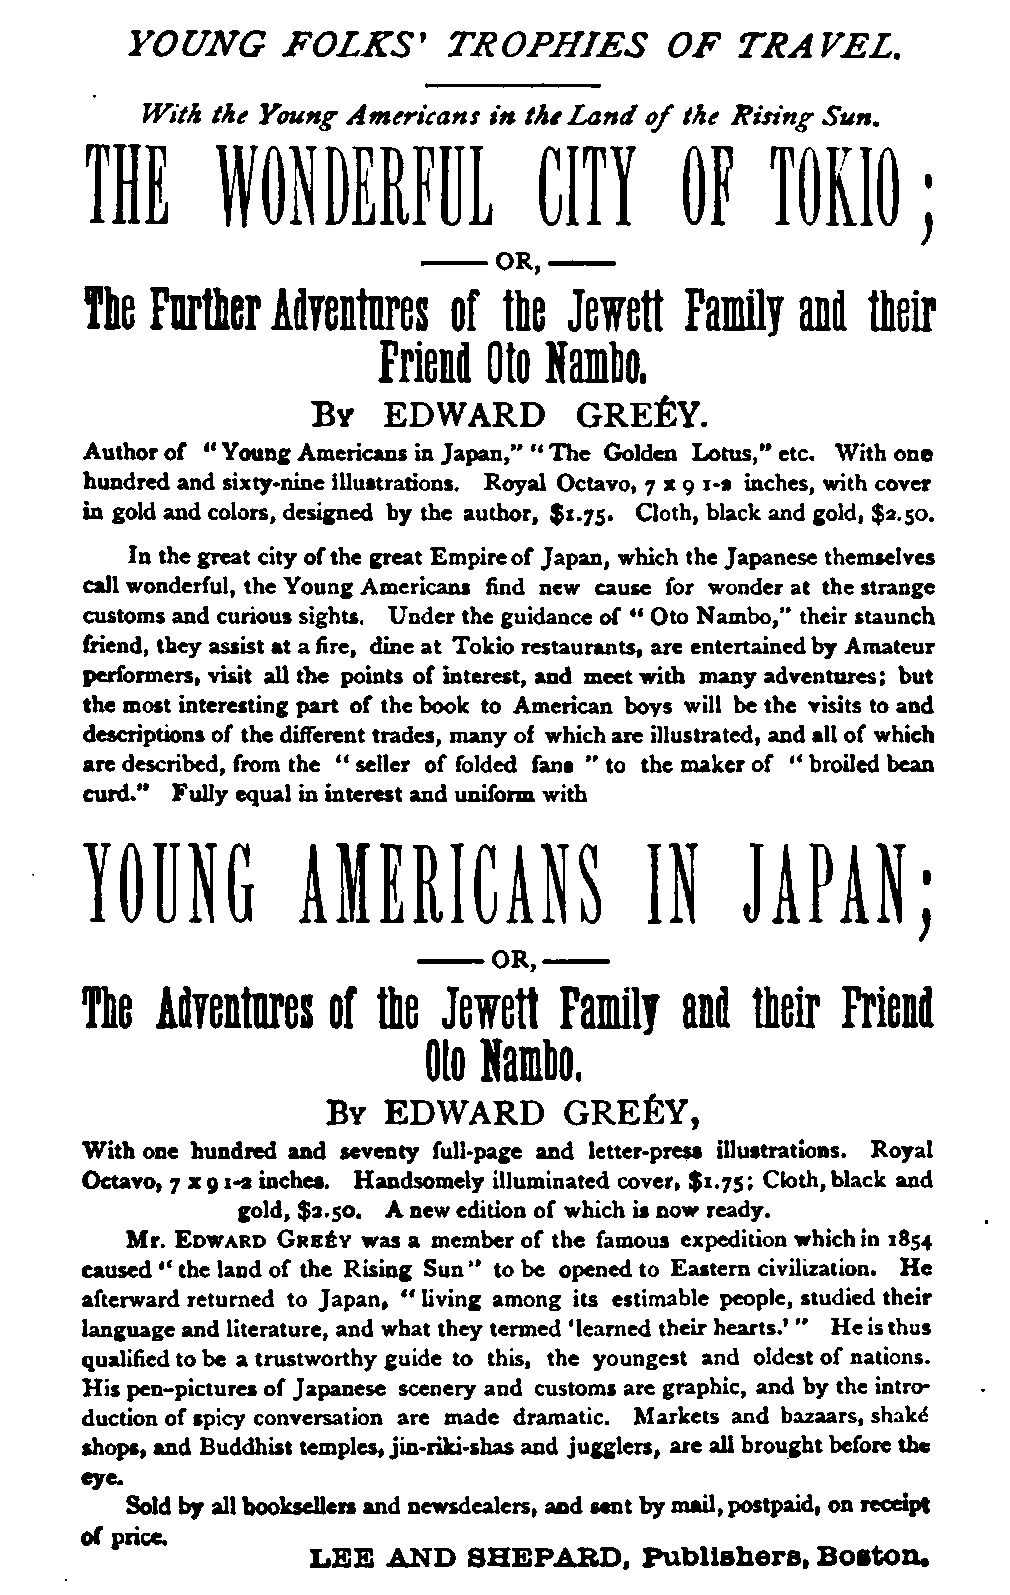 YOUNG FOLKS' TROPHIES OF TRAVEL.
With the Young Americans in the Land of the Rising Sun.
THE WONDERFUL CITY OF TOKIO;
OR,
The Further Adventures of the Jewett Family and their
Friend Oto Nambo.
BY EDWARD GREÉY.
Author of "Young Americans in Japan," "The Golden Lotus," etc. With one
hundred and sixty-nine illustrations. Royal Octavo, 7 x 9 1-2 inches, with cover
in gold and colors, designed by the author, $1.75. Cloth, black and gold, $2.50.
In the great city of the great Empire of Japan, which the Japanese themselves
call wonderful, the Young Americans find new cause for wonder at the strange
customs and curious sights. Under the guidance of "Oto Nambo," their staunch
friend, they assist at a fire, dine at Tokio restaurants, are entertained by Amateur
performers, visit all the points of interest, and meet with many adventures; but
the most interesting part of the book to American boys will be the visits to and
descriptions of the different trades, many of which are illustrated, and all of which
are described, from the "seller of folded fans" to the maker of "broiled bean
curd." Fully equal in interest and uniform with
YOUNG AMERICANS IN JAPAN;
OR,
The Adventures of the Jewett Family and their Friend
Oto Nambo.
BY EDWARD GREÉY,
With one hundred and seventy full-page and letter-press illustrations. Royal
Octavo, 7 x 9 1-2 inches. Handsomely illuminated cover, $1.75; Cloth, black and
gold, $2.50. A new edition of which is now ready.
Mr. EDWARD GREÉY was a member of the famous expedition which in 1854
caused "the land of the Rising Sun" to be opened to Eastern civilization. He
afterward returned to Japan, "living among its estimable people, studied their
language and literature, and what they termed 'learned their hearts.'" He is thus
qualified to be a trustworthy guide to this, the youngest and oldest of nations.
His pen-pictures of Japanese scenery and customs are graphic, and by the intro-
duction of spicy conversation are made dramatic. Markets and bazaars, shaké
shops, and Buddhist temples, jin-riki-shas and jugglers, are all brought before the
eye.
Sold by all booksellers and newsdealers, and sent by mail, postpaid, on receipt
of price.
LEE AND SHEPARD, Publishers, Boston.